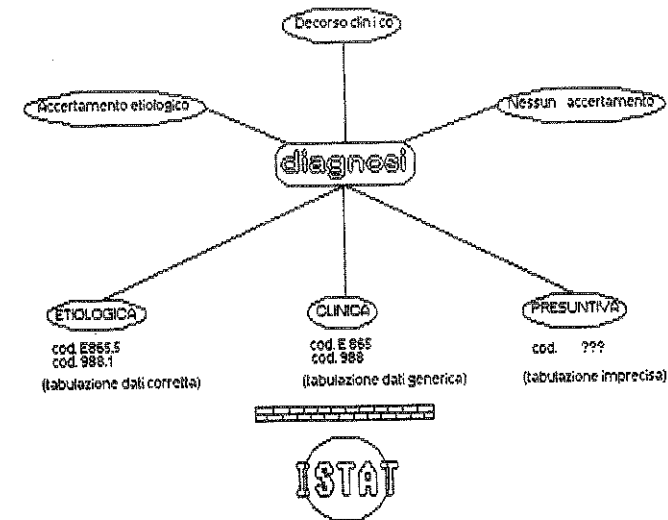 Decorso clinico
Accertamento etiologico
Nessun accertamento
diagnosi
ETIOLOGICA
CLINICA
PRESUNTIVA
cod. E865.5
cod. 988.1
cod. E 865
cod. 988
cod. ???
(tabulazione dati corretta)
(tabulazione dati generica)
(tabulazione imprecisa)
ISTAT